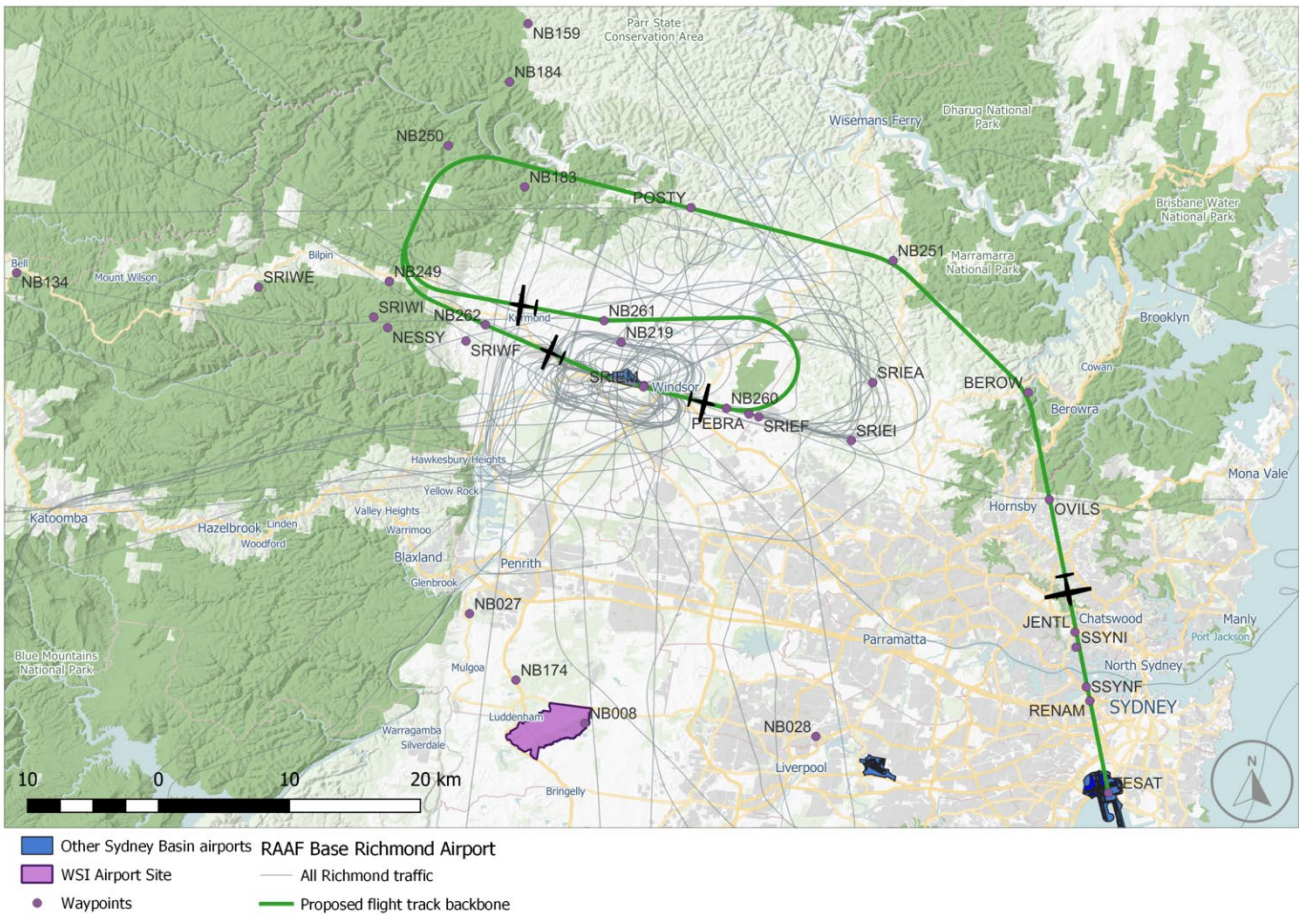 NB159
Parr State
Conservation Area
NB184
Dharug National
Park
Wisemans Ferry
NB250
NB183
POSTY
Brisbane Water
National Park
NB251
Marramarra
National Park
Bell
NB134
Mount Wilson
Bilpin
SRIWE
NB249
SRIWI
NESSY
NB262
SRIWF
Kurmond
NB261
NB219
Brooklyn
SRIEM
Windsor
SRIEA
Cowan
BEROW
Berowra
NB260
PEBRA
SRIEF
SRIEI
Hawkesbury Heights
Yellow Rock
Mona Vale
Katoomba
Hazelbrook
Linden
Woodford
Valley Heights
Warrimoo
Hornsby
OVILS
Blaxland
Glenbrook
Penrith
NB027
JENTL
Chatswood
Manly
SSYNI
Port Jackson
Parramatta
Blue Mountains
National Park
Mulgoa
NB174
North Sydney
SSYNF
RENAM
SYDNEY
Luddenham
NB008
Warragamba
Silverdale
NB028
Liverpool
N
10 0 10 20 km
Bringelly
TESAT
Other Sydney Basin airports
WSI Airport Site
Waypoints
RAAF Base Richmond Airport
All Richmond traffic
Proposed flight track backbone